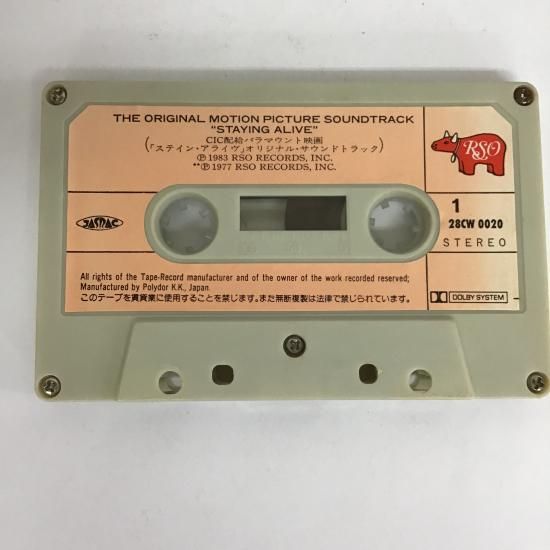 THE ORIGINAL MOTION PICTURE SOUNDTRACK
"STAYING ALIVE"
CIC配給パラマウント映画
(「ステイン・アライヴ」オリジナル・サウンドトラック)
Ⓟ1983 RSO RECORDS, INC.
**Ⓟ1977 RSO RECORDS, INC.
RSO
JASRAC
1
28CW 0020
STEREO
All rights of the Tape-Record manufacturer and of the owner of the work recorded reserved;
Manufactured by Polydor K.K., Japan.
このテープを賃貸業に使用することを禁じます。また無断複製は法律で禁じられています。
DOLBY SYSTEM